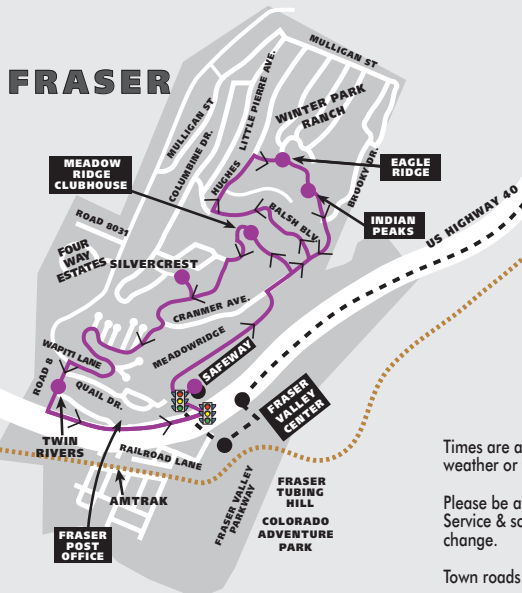 FRASER
MULLIGAN ST
MULLIGAN ST
COLUMBINE DR.
LITTLE PIERRE AVE.
WINTER PARK
RANCH
HUGHES
BROOKY DR.
MEADOW
RIDGE
CLUBHOUSE
EAGLE
RIDGE
INDIAN
PEAKS
BALSH BLV
US HIGHWAY 40
ROAD 8031
FOUR
WAY
ESTATES
SILVERCREST
CRANMER AVE.
MEADOWRIDGE
SAFEWAY
WAPITI LANE
ROAD 8
QUAIL DR.
FRASER
VALLEY
CENTER
TWIN
RIVERS
RAILROAD LANE
AMTRAK
FRASER VALLEY
PARKWAY
FRASER
TUBING
HILL
COLORADO
ADVENTURE
PARK
FRASER
POST
OFFICE
Times are a
weather or
Please be a
Service & sc
change.
Town roads